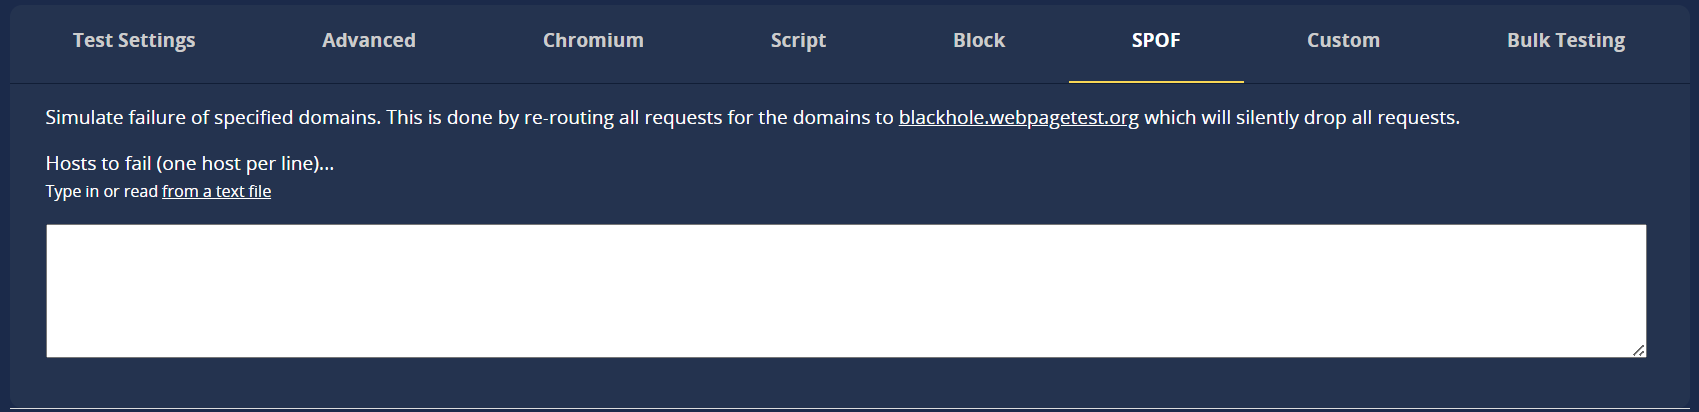 Test Settings Advanced Chromium Script Block SPOF Custom Bulk Testing
Simulate failure of specified domains. This is done by re-routing all requests for the domains to blackhole.webpagetest.org which will silently drop all requests.
Hosts to fail (one host per line)...
Type in or read from a text file